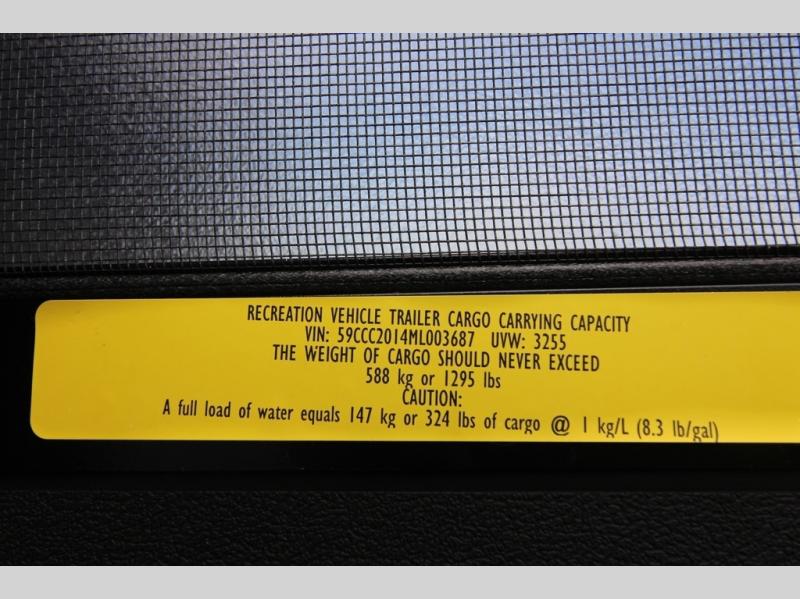 RECREATION VEHICLE TRAILER CARGO CARRYING CAPACITY
VIN: 59CCC2014ML003687 UVW: 3255
THE WEIGHT OF CARGO SHOULD NEVER EXCEED
588 kg or 1295 lbs
CAUTION:
A full load of water equals 147 kg or 324 lbs of cargo @ 1 kg/L (8.3 lb/gal)